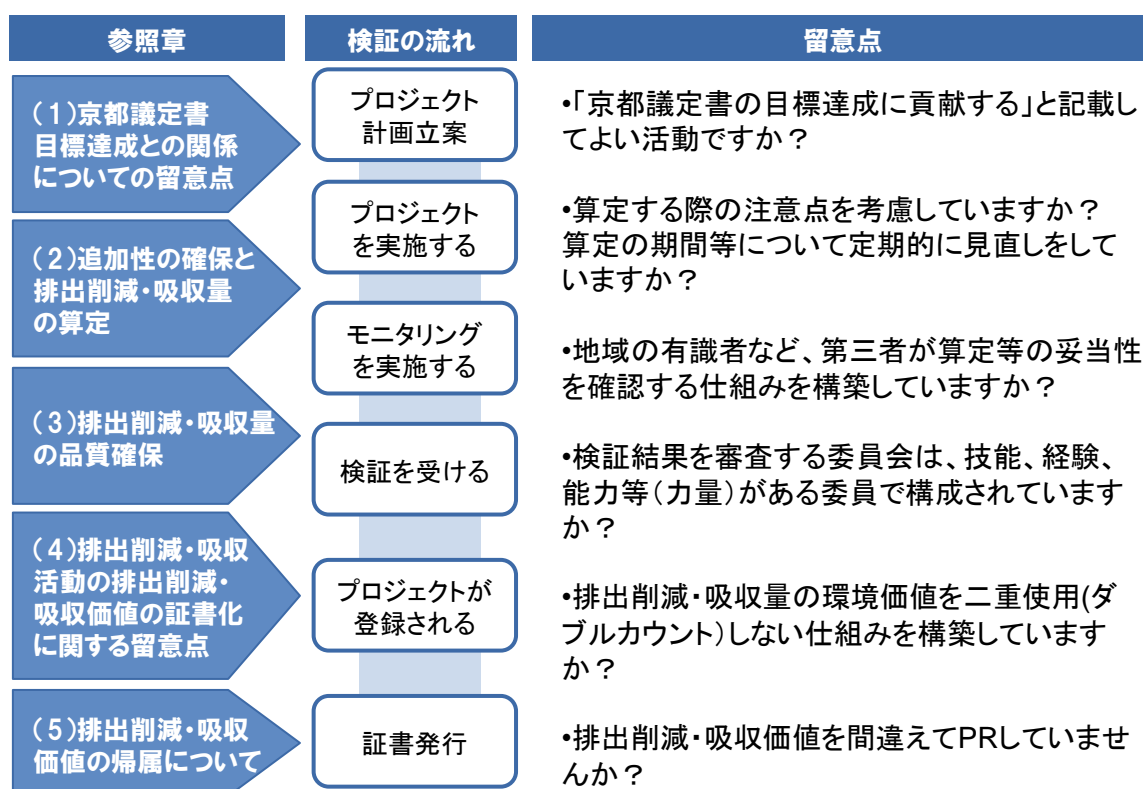 参照章
検証の流れ
留意点
(1)京都議定書
目標達成との関係
についての留意点
(2)追加性の確保と
排出削減・吸収量
の算定
(3)排出削減・吸収量
の品質確保
(4)排出削減・吸収
活動の排出削減・
吸収価値の証書化
に関する留意点
(5)排出削減・吸収
価値の帰属について
プロジェクト
計画立案
プロジェクト
を実施する
モニタリング
を実施する
検証を受ける
プロジェクトが
登録される
証書発行
•「京都議定書の目標達成に貢献する」と記載し
てよい活動ですか？
•算定する際の注意点を考慮していますか？
算定の期間等について定期的に見直しをして
いますか？
•地域の有識者など、第三者が算定等の妥当性
を確認する仕組みを構築していますか？
•検証結果を審査する委員会は、技能、経験、
能力等(力量)がある委員で構成されています
か？
•排出削減・吸収量の環境価値を二重使用(ダ
ブルカウント)しない仕組みを構築しています
か？
•排出削減・吸収価値を間違えてPRしていませ
んか？